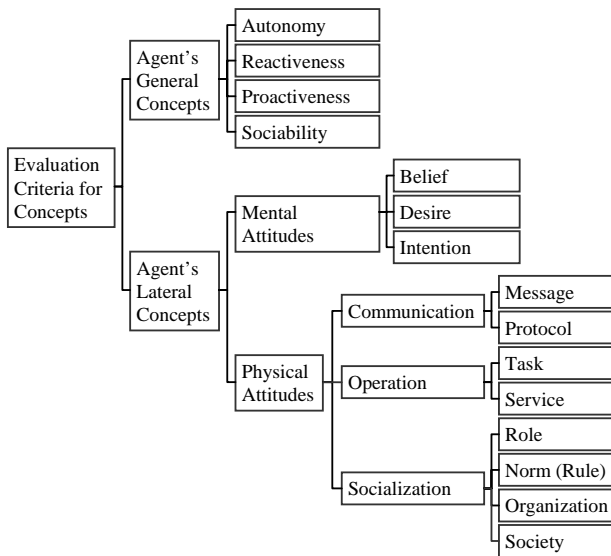 Evaluation
Criteria for
Concepts
Agent's
General
Concepts
Autonomy
Reactiveness
Proactiveness
Sociability
Agent's
Lateral
Concepts
Mental
Attitudes
Belief
Desire
Intention
Physical
Attitudes
Communication
Message
Protocol
Operation
Task
Service
Socialization
Role
Norm (Rule)
Organization
Society